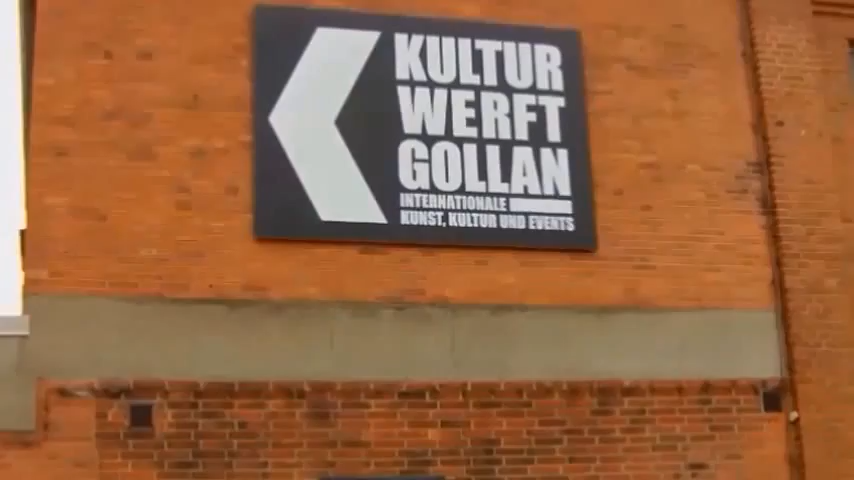 KULTUR
WERFT
GOLLAN
INTERNATIONALE
KUNST, KULTUR UND EVENTS